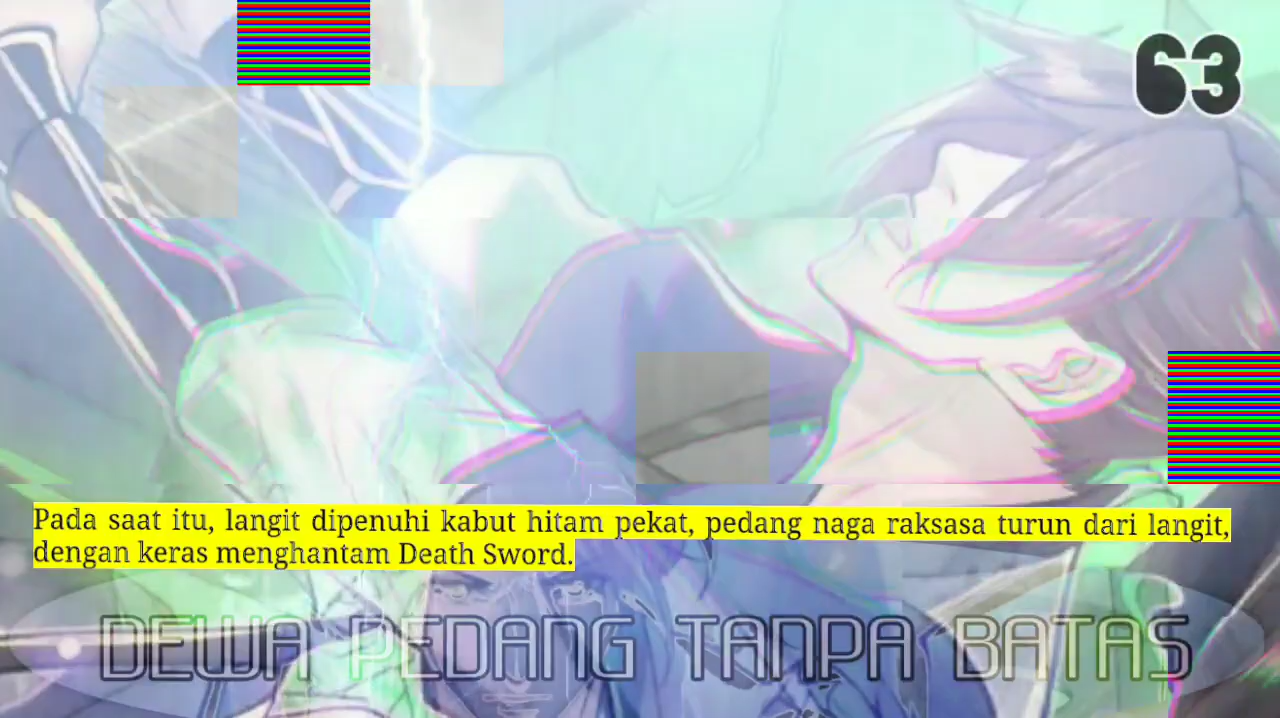 63
Pada saat itu, langit dipenuhi kabut hitam pekat, pedang naga raksasa turun dari langit,
dengan keras menghantam Death Sword.
DEWA PEDANG TANPA BATAS